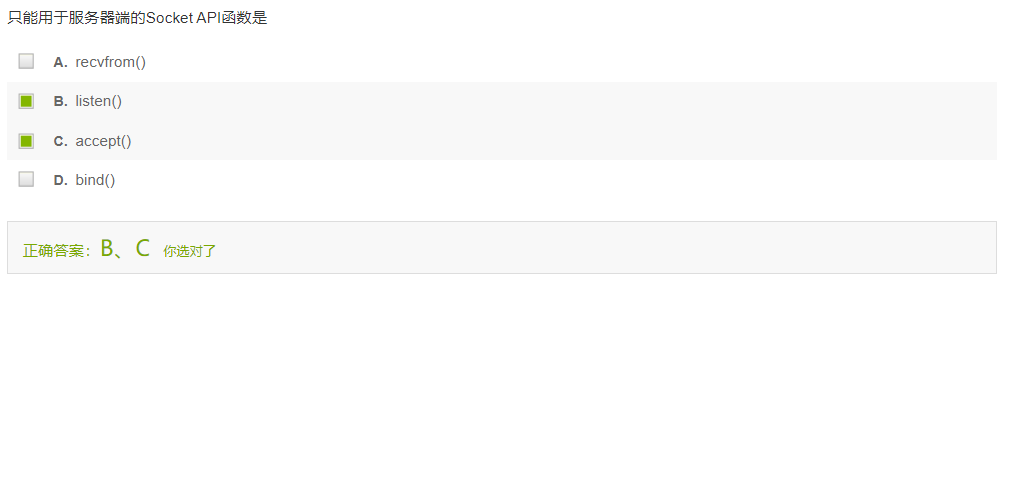 只能用于服务器端的Socket API函数是
A. recvfrom()
B. listen()
C. accept()
D. bind()
正确答案：B、C 你选对了